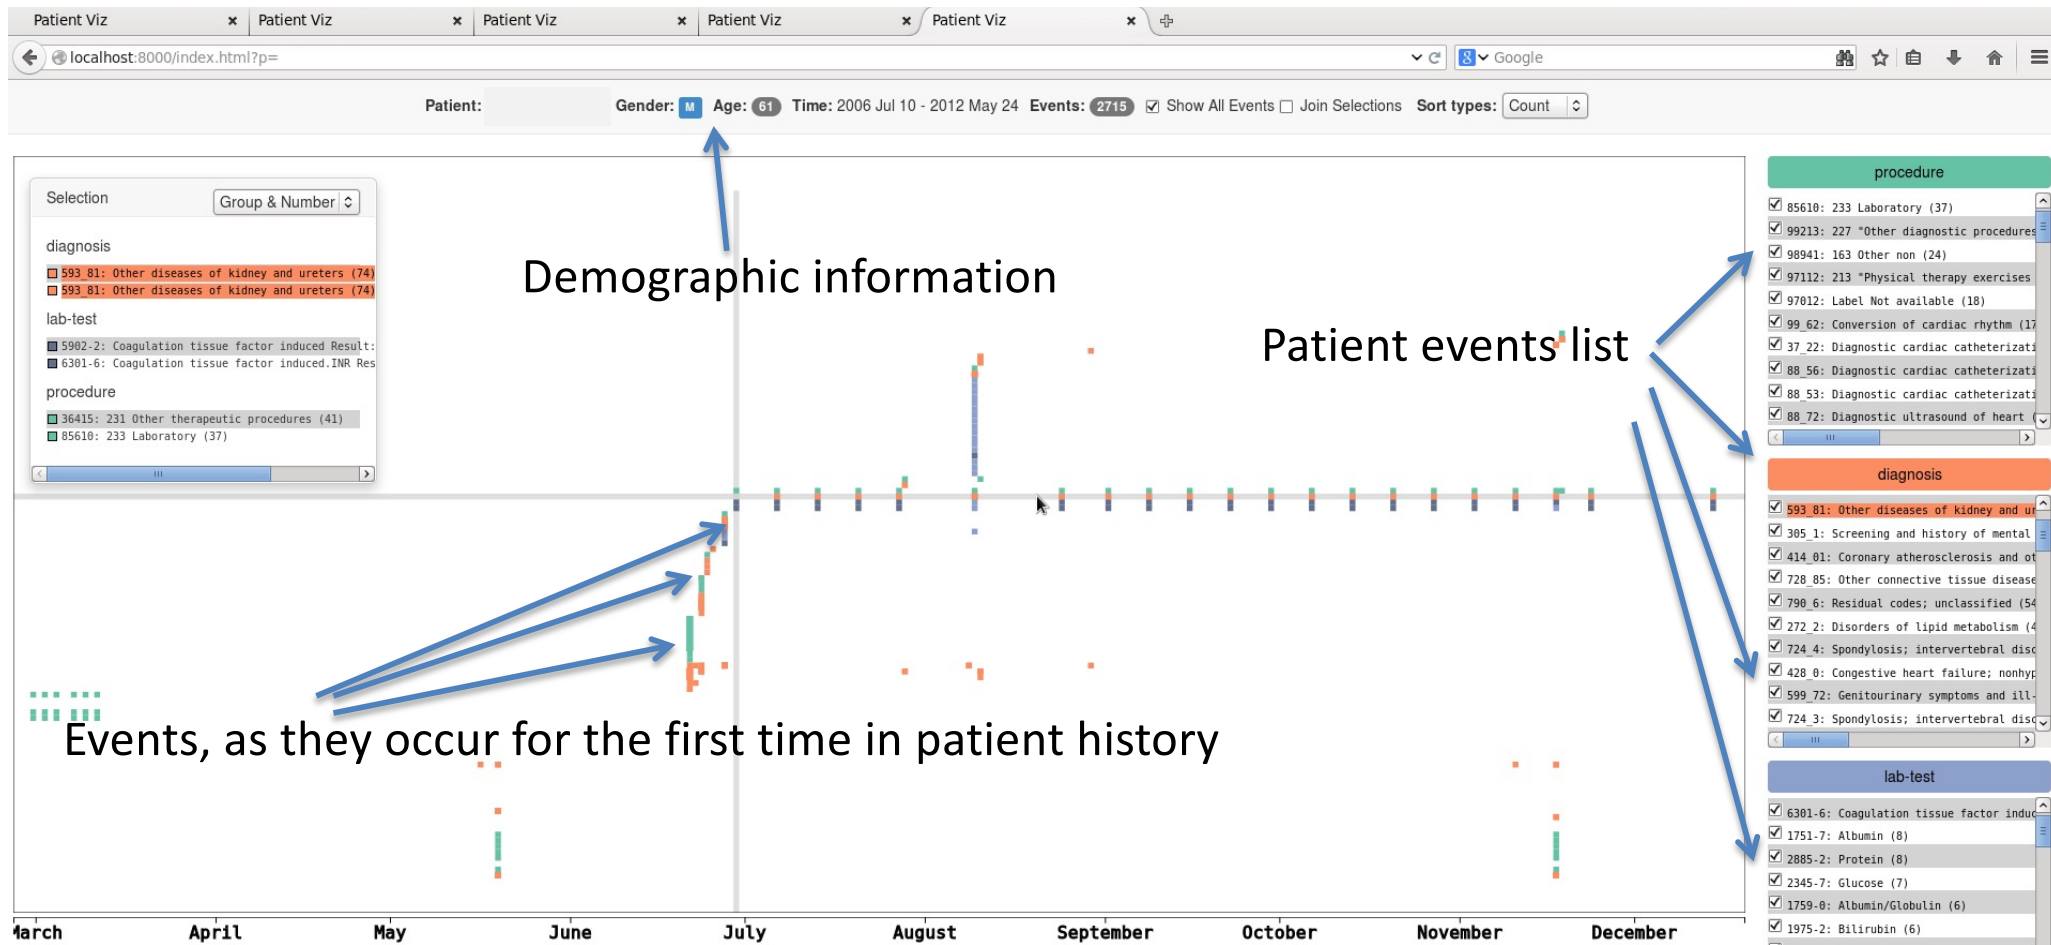 Patient Viz
Patient Viz
Patient Viz
Patient Viz
Patient Viz
localhost:8000/index.html?p=
Google
Patient: Gender: M Age: 61 Time: 2006 Jul 10 - 2012 May 24 Events: 2715 Show All Events Join Selections Sort types: Count
Selection Group & Number
diagnosis
593_81: Other diseases of kidney and ureters (74)
593_81: Other diseases of kidney and ureters (74)
lab-test
5902-2: Coagulation tissue factor induced Result:
6301-6: Coagulation tissue factor induced.INR Res
procedure
36415: 231 Other therapeutic procedures (41)
85610: 233 Laboratory (37)
Demographic information
Patient events list
Events, as they occur for the first time in patient history
procedure
85610: 233 Laboratory (37)
99213: 227 "Other diagnostic procedures
98941: 163 Other non (24)
97112: 213 "Physical therapy exercises
97012: Label Not available (18)
99_62: Conversion of cardiac rhythm (17
37_22: Diagnostic cardiac catheterizati
88_56: Diagnostic cardiac catheterizati
88_53: Diagnostic cardiac catheterizati
88_72: Diagnostic ultrasound of heart (
diagnosis
593_81: Other diseases of kidney and ur
305_1: Screening and history of mental
414_01: Coronary atherosclerosis and ot
728_85: Other connective tissue disease
790_6: Residual codes; unclassified (54
272_2: Disorders of lipid metabolism (4
724_4: Spondylosis; intervertebral disc
428_0: Congestive heart failure; nonhyp
599_72: Genitourinary symptoms and ill-
724_3: Spondylosis; intervertebral disc
lab-test
6301-6: Coagulation tissue factor induc
1751-7: Albumin (8)
2885-2: Protein (8)
2345-7: Glucose (7)
1759-0: Albumin/Globulin (6)
1975-2: Bilirubin (6)
March April May June July August September October November December